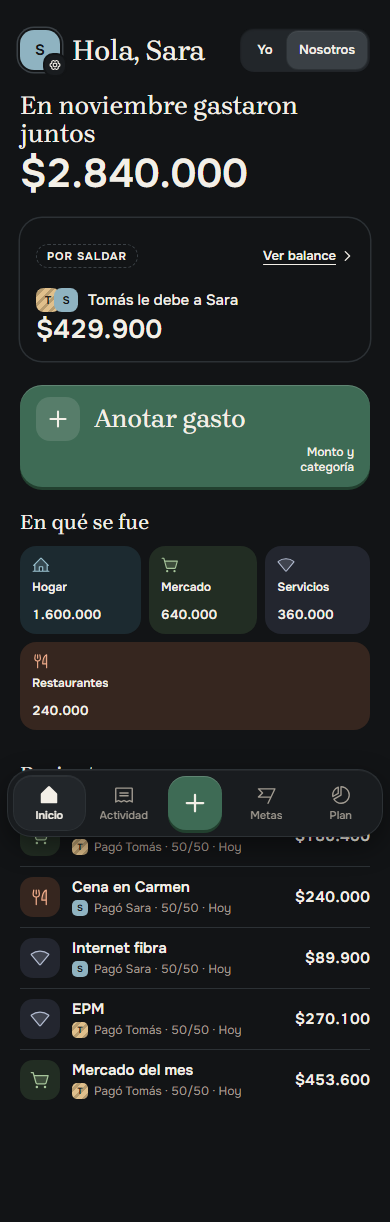 S
Hola, Sara
Yo
Nosotros
En noviembre gastaron
juntos
$2.840.000
POR SALDAR
Ver balance
T S Tomás le debe a Sara
$429.900
Anotar gasto
Monto y
categoría
En qué se fue
Hogar
1.600.000
Mercado
640.000
Servicios
360.000
Restaurantes
240.000
Inicio
Actividad
Metas
Plan
T Pagó Tomás · 50/50 · Hoy
Cena en Carmen
S Pagó Sara · 50/50 · Hoy
$240.000
Internet fibra
S Pagó Sara · 50/50 · Hoy
$89.900
EPM
T Pagó Tomás · 50/50 · Hoy
$270.100
Mercado del mes
T Pagó Tomás · 50/50 · Hoy
$453.600